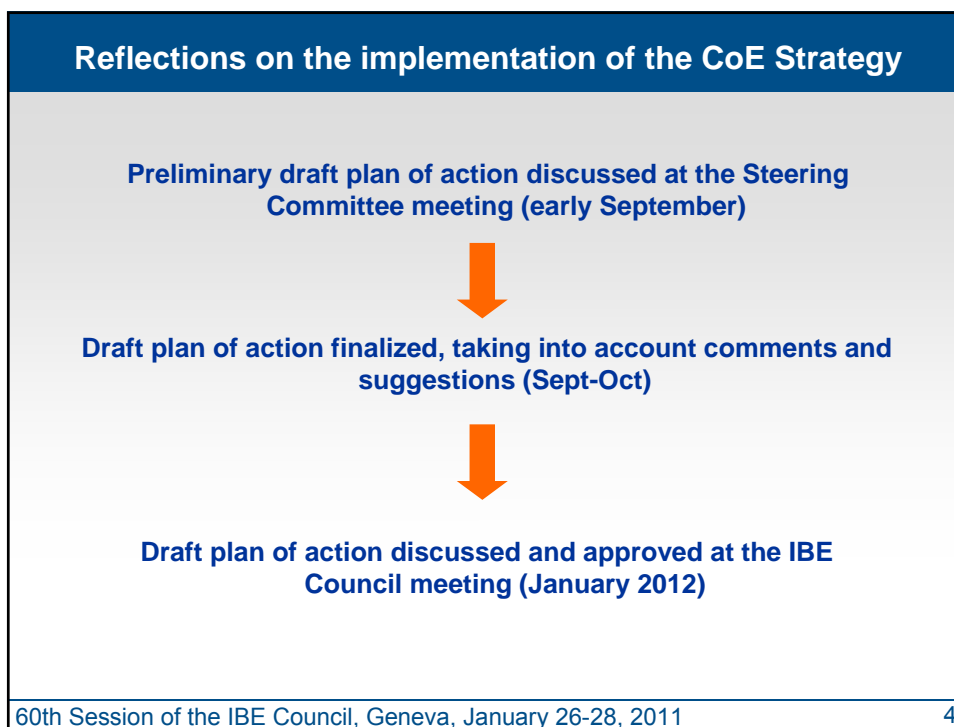 Reflections on the implementation of the CoE Strategy
Preliminary draft plan of action discussed at the Steering
Committee meeting (early September)
Draft plan of action finalized, taking into account comments and
suggestions (Sept-Oct)
Draft plan of action discussed and approved at the IBE
Council meeting (January 2012)
60th Session of the IBE Council, Geneva, January 26-28, 2011 4